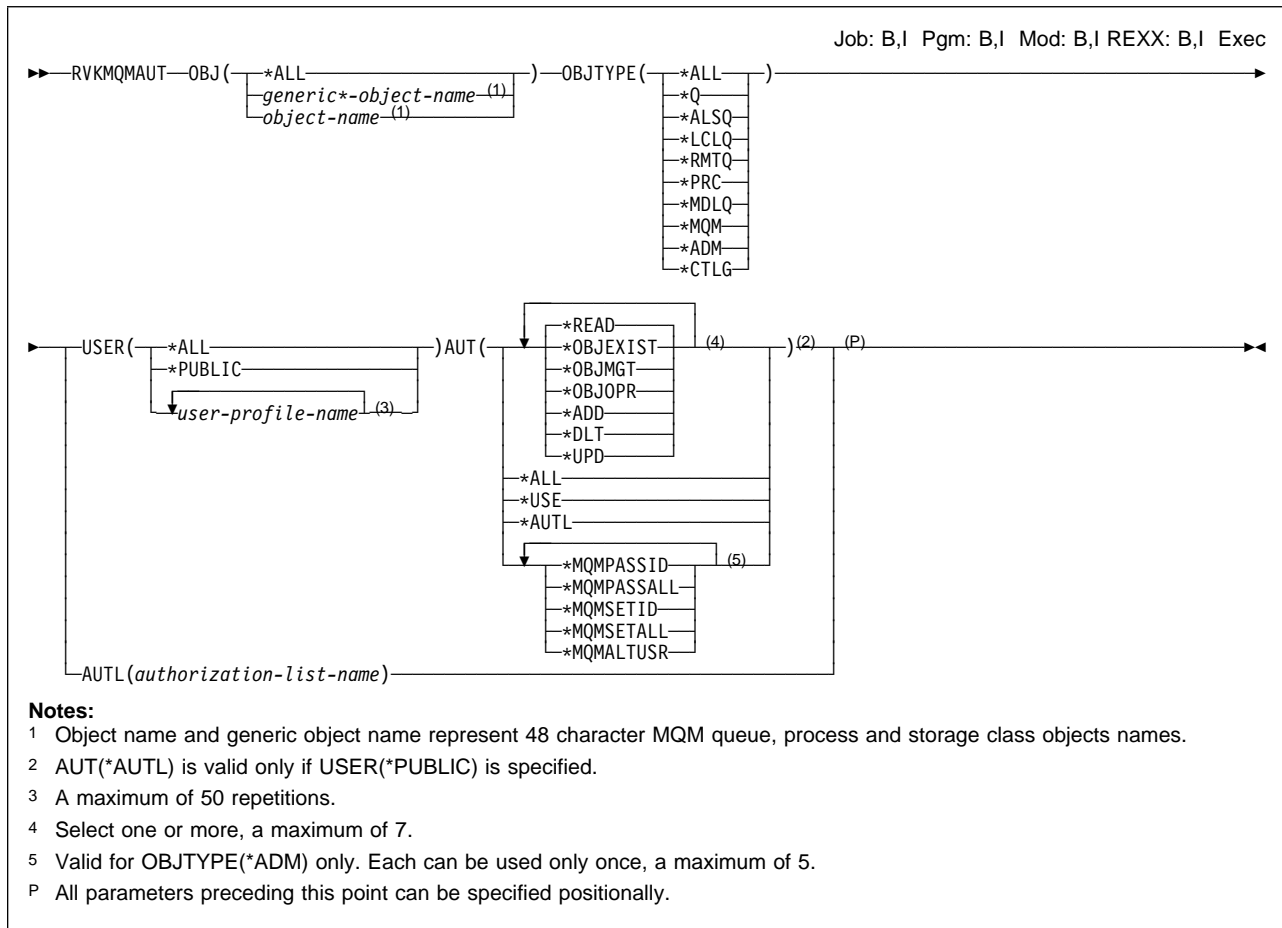 Job: B,I Pgm: B,I Mod: B,I REXX: B,I Exec
RVKMQMAUT OBJ( *ALL ) OBJTYPE( *ALL )
generic*-object-name (1) *Q
object-name (1) *ALSQ
*LCLQ
*RMTQ
*PRC
*MDLQ
*MQM
*ADM
*CTLG
USER( *ALL )AUT( *READ (4) )(2) (P)
*PUBLIC *OBJEXIST
user-profile-name (3) *OBJMGT
*OBJOPR
*ADD
*DLT
*UPD
*ALL
*USE
*AUTL
*MQMPASSID (5)
*MQMPASSALL
*MQMSETID
*MQMSETALL
*MQMALTUSR
AUTL(authorization-list-name)
Notes:
1 Object name and generic object name represent 48 character MQM queue, process and storage class objects names.
2 AUT(*AUTL) is valid only if USER(*PUBLIC) is specified.
3 A maximum of 50 repetitions.
4 Select one or more, a maximum of 7.
5 Valid for OBJTYPE(*ADM) only. Each can be used only once, a maximum of 5.
P All parameters preceding this point can be specified positionally.